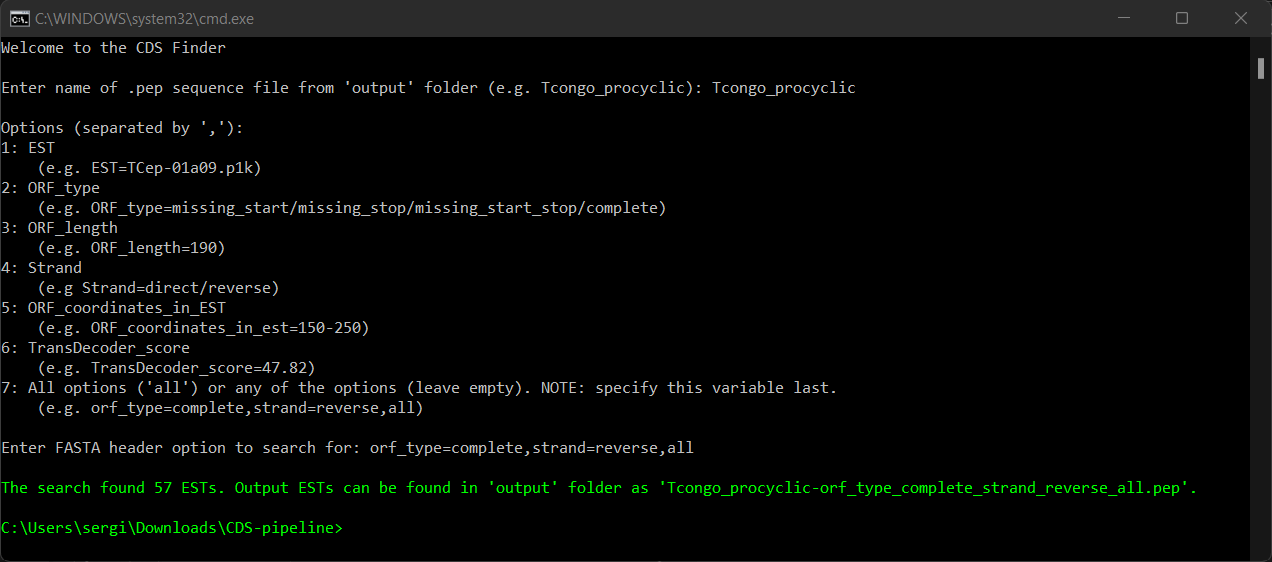 C:\WINDOWS\system32\cmd.exe
Welcome to the CDS Finder
Enter name of .pep sequence file from 'output' folder (e.g. Tcongo_procyclic): Tcongo_procyclic
Options (separated by ','):
1: EST
(e.g. EST=TCep-01a09.p1k)
2: ORF_type
(e.g. ORF_type=missing_start/missing_stop/missing_start_stop/complete)
3: ORF_length
(e.g. ORF_length=190)
4: Strand
(e.g Strand=direct/reverse)
5: ORF_coordinates_in_EST
(e.g. ORF_coordinates_in_est=150-250)
6: TransDecoder_score
(e.g. TransDecoder_score=47.82)
7: All options ('all') or any of the options (leave empty). NOTE: specify this variable last.
(e.g. orf_type=complete,strand=reverse,all)
Enter FASTA header option to search for: orf_type=complete,strand=reverse,all
The search found 57 ESTs. Output ESTs can be found in 'output' folder as 'Tcongo_procyclic-orf_type_complete_strand_reverse_all.pep'.
C:\Users\sergi\Downloads\CDS-pipeline>